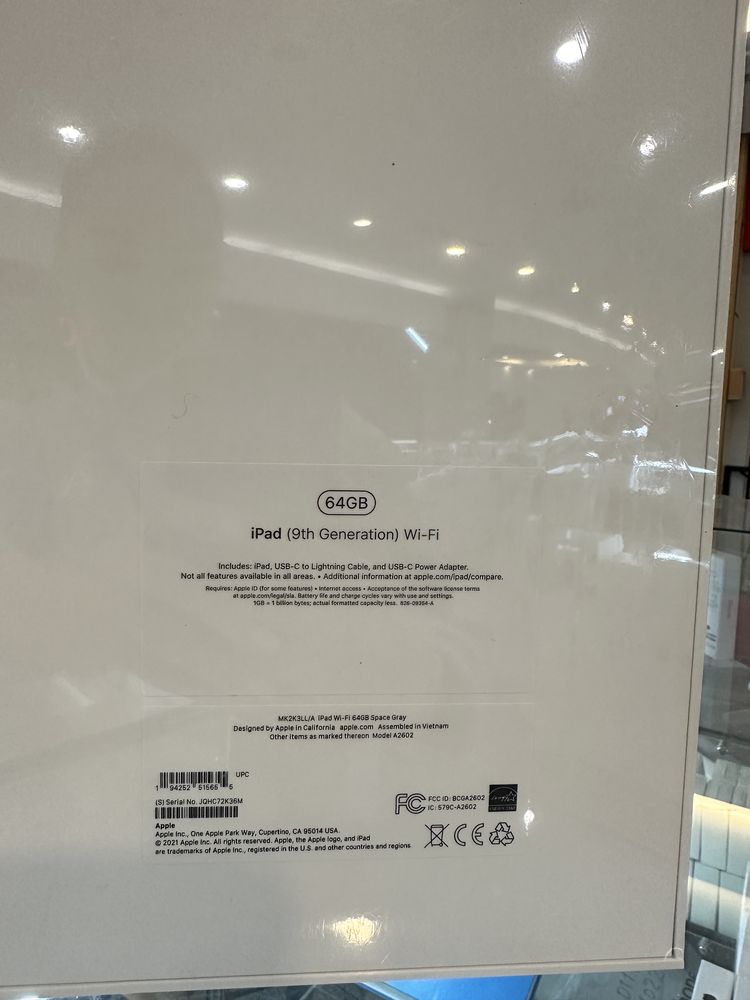 64GB
iPad (9th Generation) Wi-Fi
Includes: iPad, USB-C to Lightning Cable, and USB-C Power Adapter.
Not all features available in all areas. • Additional information at apple.com/ipad/compare.
Requires: Apple ID (for some features) • Internet access • Acceptance of the software license terms
at apple.com/legal/sla. Battery life and charge cycles vary with use and settings.
1GB = 1 billion bytes; actual formatted capacity less. 826-09354-A
MK2K3LL/A iPad Wi-Fi 64GB Space Gray
Designed by Apple in California apple.com Assembled in Vietnam
Other items as marked thereon Model A2602
UPC
1 94252 51565 5
(S) Serial No. JQHC72K36M
FC FCC ID: BCGA2602
IC: 579C-A2602
ENERGY STAR
CE
Apple
Apple Inc., One Apple Park Way, Cupertino, CA 95014 USA.
© 2021 Apple Inc. All rights reserved. Apple, the Apple logo, and iPad
are trademarks of Apple Inc., registered in the U.S. and other countries and regions